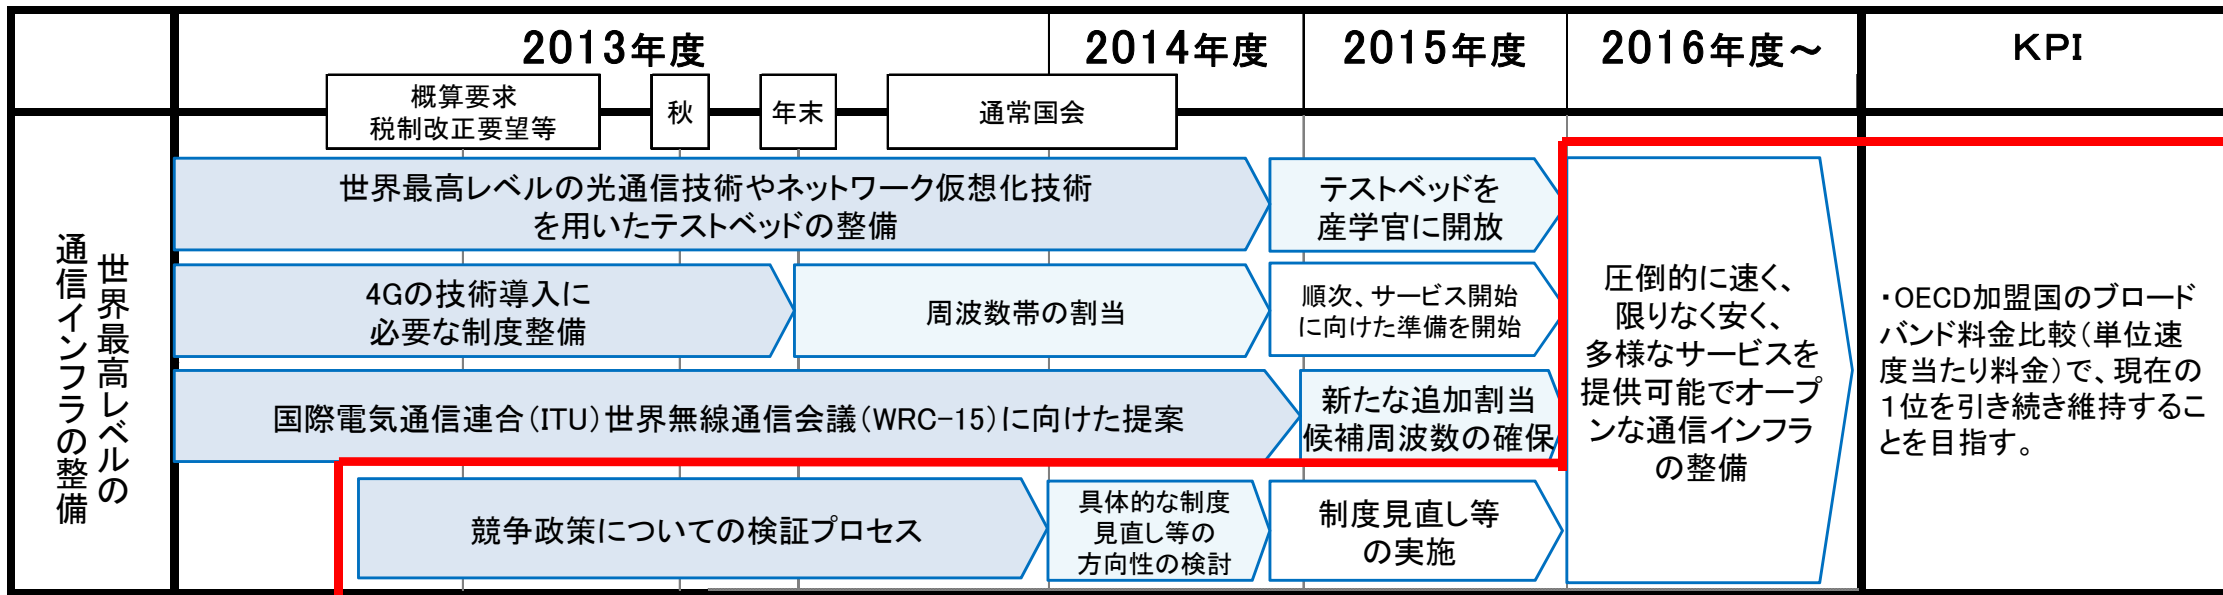 2013年度
2014年度
2015年度
2016年度~
KPI
概算要求
税制改正要望等
秋
年末
通常国会
世界最高レベルの
通信インフラの整備
世界最高レベルの光通信技術やネットワーク仮想化技術
を用いたテストベッドの整備
テストベッドを
産学官に開放
4Gの技術導入に
必要な制度整備
周波数帯の割当
順次、サービス開始
に向けた準備を開始
国際電気通信連合(ITU)世界無線通信会議(WRC-15)に向けた提案
新たな追加割当
候補周波数の確保
競争政策についての検証プロセス
具体的な制度
見直し等の
方向性の検討
制度見直し等
の実施
圧倒的に速く、
限りなく安く、
多様なサービスを
提供可能でオープ
ンな通信インフラ
の整備
・OECD加盟国のブロード
バンド料金比較(単位速
度当たり料金)で、現在の
1位を引き続き維持するこ
とを目指す。